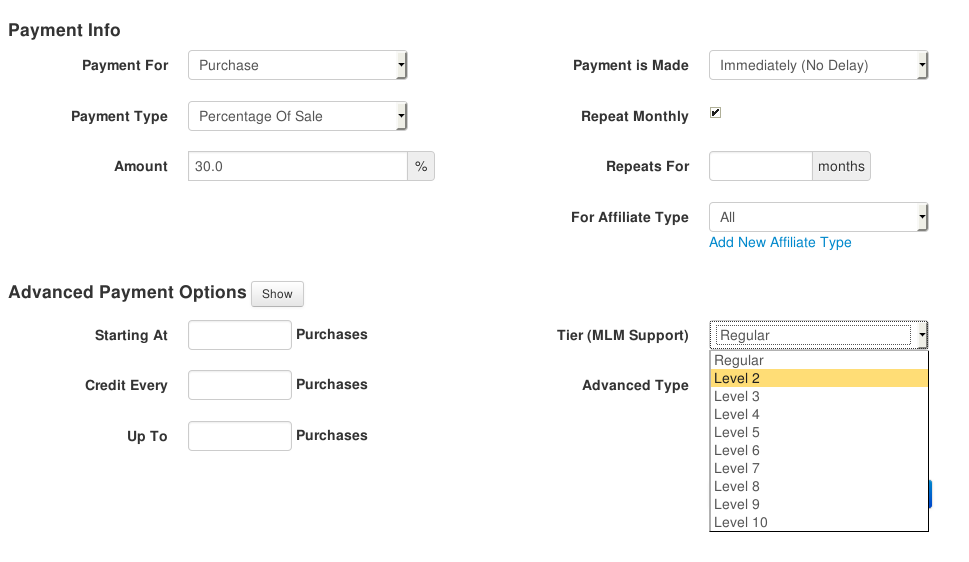 Payment Info
Payment For Purchase Payment is Made Immediately (No Delay)
Payment Type Percentage Of Sale Repeat Monthly
Amount 30.0 % Repeats For months
For Affiliate Type All
Add New Affiliate Type
Advanced Payment Options Show
Starting At Purchases Tier (MLM Support) Regular
Regular
Level 2
Credit Every Purchases Advanced Type
Level 3
Level 4
Up To Purchases Level 5
Level 6
Level 7
Level 8
Level 9
Level 10